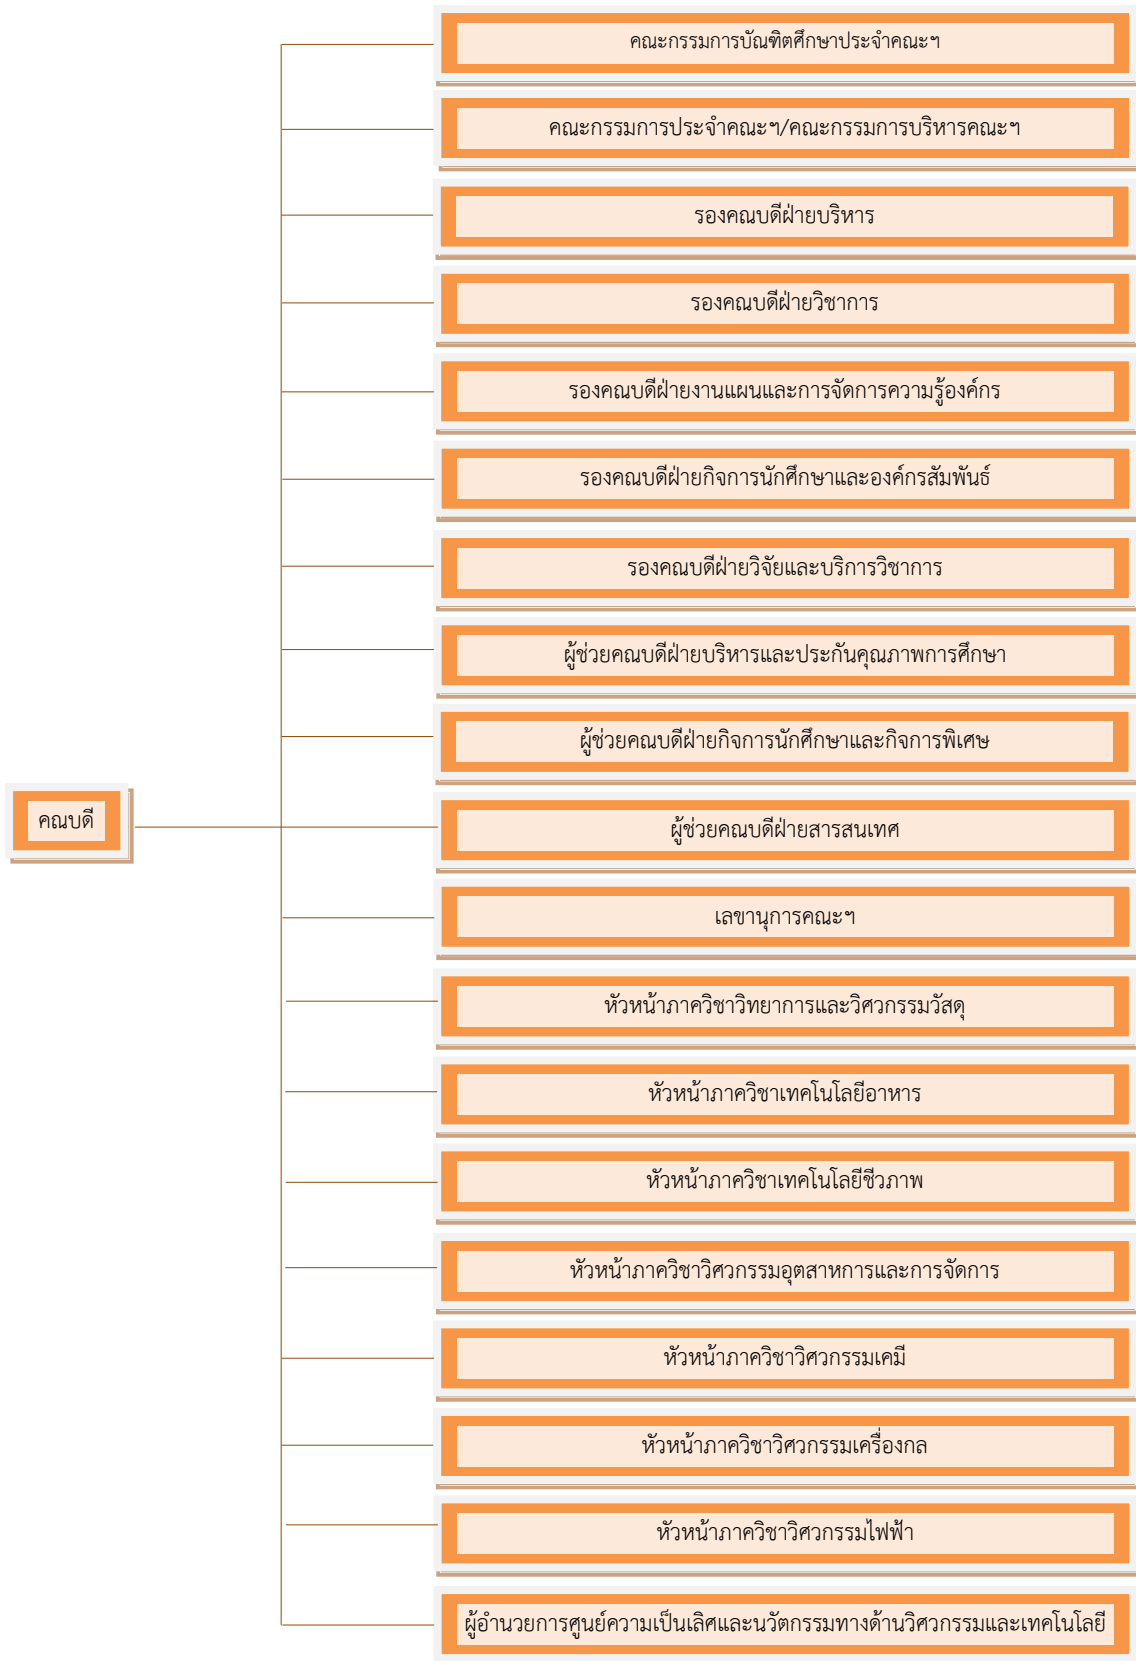 คณะกรรมการบัณฑิตศึกษาประจำคณะฯ
คณะกรรมการประจำคณะฯ/คณะกรรมการบริหารคณะฯ
รองคณบดีฝ่ายบริหาร
รองคณบดีฝ่ายวิชาการ
รองคณบดีฝ่ายงานแผนและการจัดการความรู้องค์กร
รองคณบดีฝ่ายกิจการนักศึกษาและองค์กรสัมพันธ์
รองคณบดีฝ่ายวิจัยและบริการวิชาการ
ผู้ช่วยคณบดีฝ่ายบริหารและประกันคุณภาพการศึกษา
ผู้ช่วยคณบดีฝ่ายกิจการนักศึกษาและกิจการพิเศษ
คณบดี
ผู้ช่วยคณบดีฝ่ายสารสนเทศ
เลขานุการคณะฯ
หัวหน้าภาควิชาวิทยาการและวิศวกรรมวัสดุ
หัวหน้าภาควิชาเทคโนโลยีอาหาร
หัวหน้าภาควิชาเทคโนโลยีชีวภาพ
หัวหน้าภาควิชาวิศวกรรมอุตสาหการและการจัดการ
หัวหน้าภาควิชาวิศวกรรมเคมี
หัวหน้าภาควิชาวิศวกรรมเครื่องกล
หัวหน้าภาควิชาวิศวกรรมไฟฟ้า
ผู้อำนวยการศูนย์ความเป็นเลิศและนวัตกรรมทางด้านวิศวกรรมและเทคโนโลยี